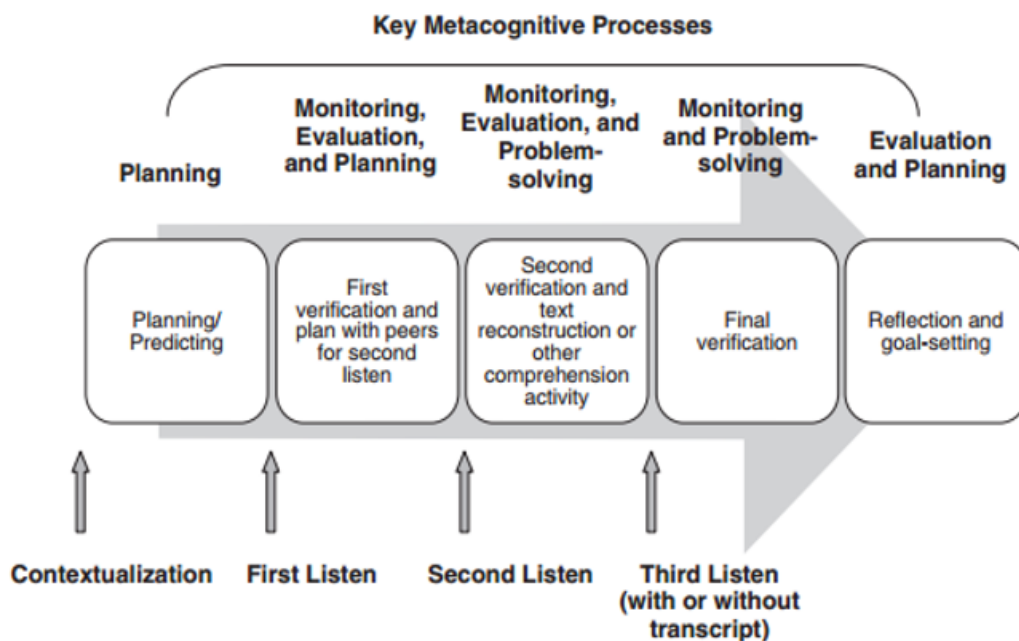 Key Metacognitive Processes
Planning
Monitoring,
Evaluation,
and Planning
Monitoring,
Evaluation, and
Problem-
solving
Monitoring
and Problem-
solving
Evaluation
and Planning
Planning/
Predicting
First
verification and
plan with peers
for second
listen
Second
verification and
text
reconstruction or
other
comprehension
activity
Final
verification
Reflection and
goal-setting
Contextualization
First Listen
Second Listen
Third Listen
(with or without
transcript)